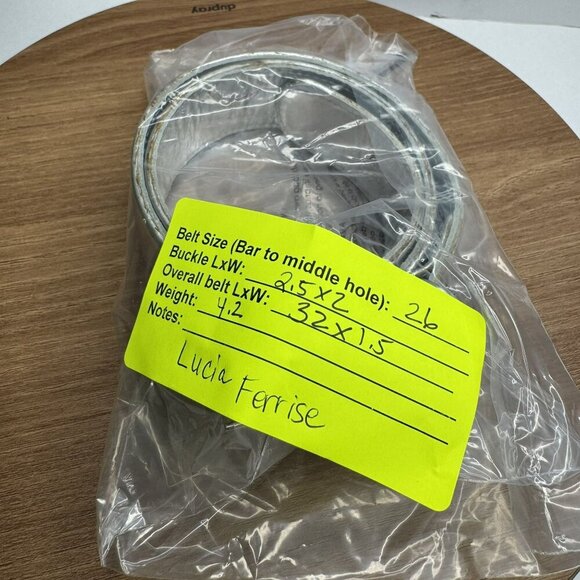 dupray
Belt Size (Bar to middle hole): 26
Buckle LxW: 2.5x2
Overall belt LxW: 32x1.5
Weight: 4.2
Notes:
Lucia Ferrise